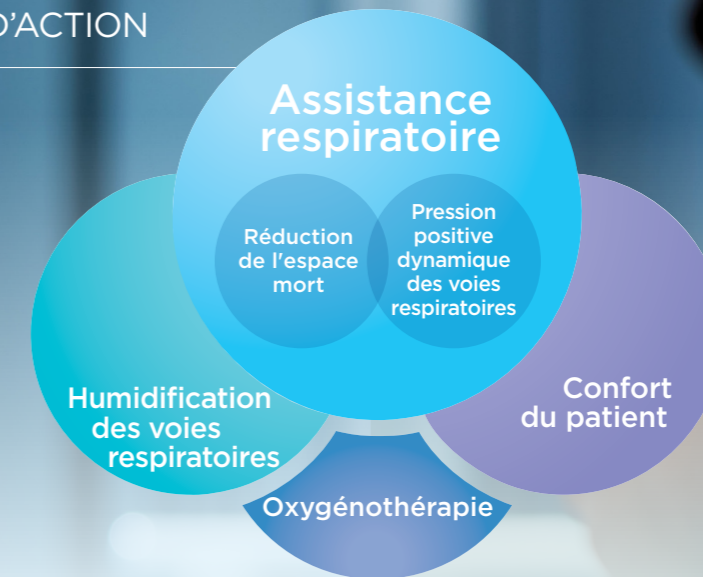 D'ACTION
Assistance
respiratoire
Réduction
de l'espace
mort
Pression
positive
dynamique
des voies
respiratoires
Humidification
des voies
respiratoires
Confort
du patient
Oxygénothérapie